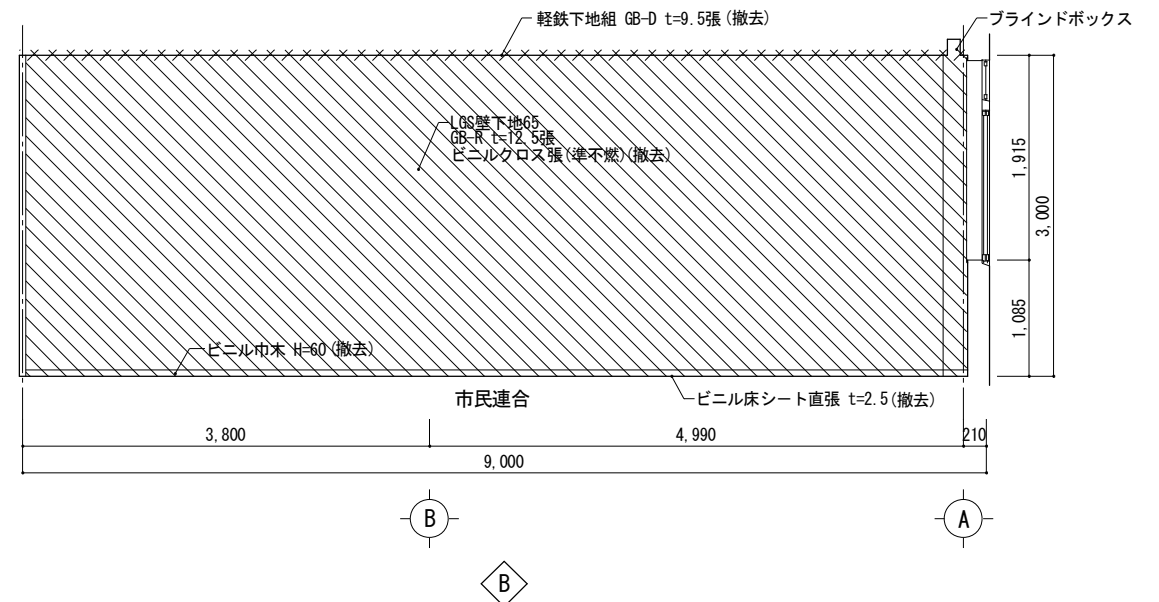 軽鉄下地組 GB-D t=9.5張(撤去)
ブラインドボックス
LGS壁下地65
GB-R t=12.5張
ビニルクロス張(準不燃)(撤去)
1,915
3,000
1,085
ビニル巾木 H=60(撤去)
市民連合
ビニル床シート直張 t=2.5(撤去)
3,800
4,990
210
9,000
B
A
B